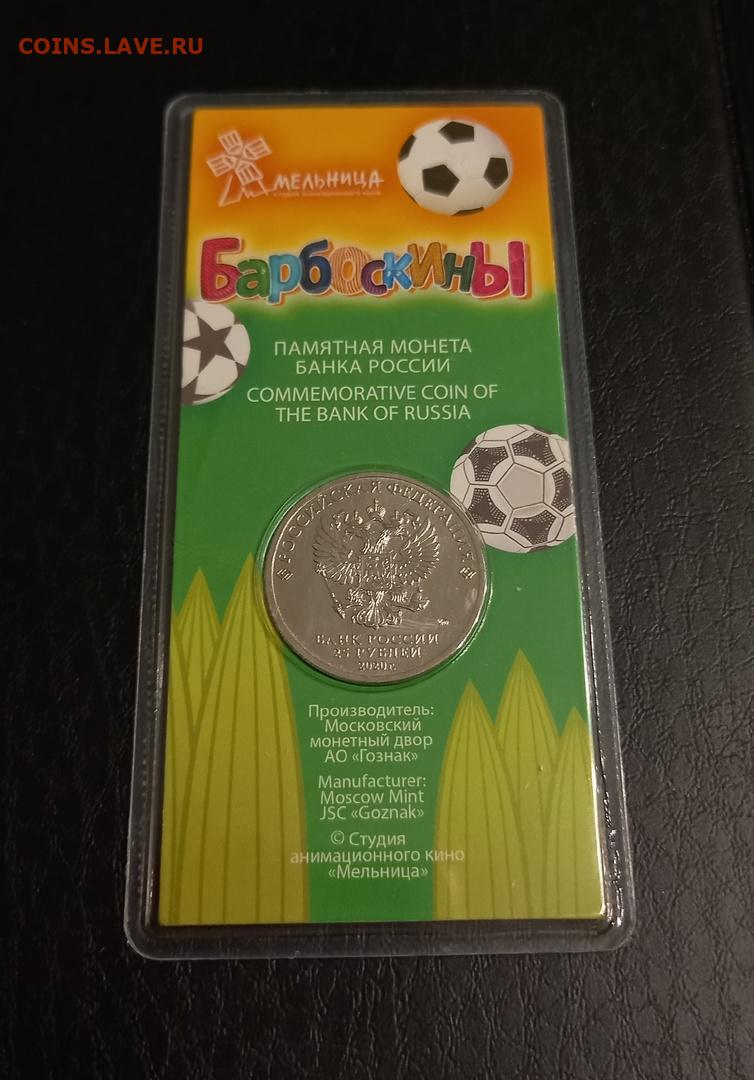 COINS.LAVE.RU
МЕЛЬНИЦА
Барбоскины
ПАМЯТНАЯ МОНЕТА
БАНКА РОССИИ
COMMEMORATIVE COIN OF
THE BANK OF RUSSIA
РОССИЙСКАЯ ФЕДЕРАЦИЯ
БАНК РОССИИ
25 РУБЛЕЙ
2020 г.
Производитель:
Московский
монетный двор
АО «Гознак»
Manufacturer:
Moscow Mint
JSC «Goznak»
© Студия
анимационного кино
«Мельница»